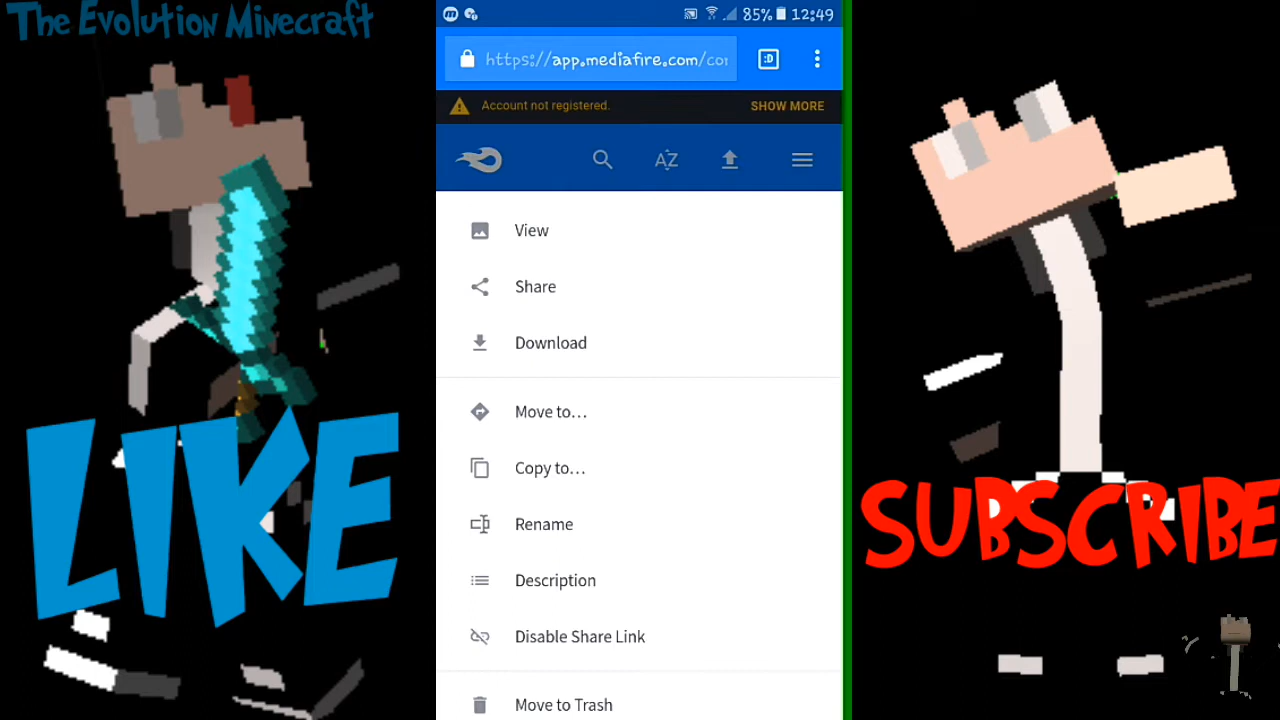 The Evolution Minecraft
85% 12:49
https://app.mediafire.com/co
:D
Account not registered.
SHOW MORE
AZ
View
Share
Download
Move to…
Copy to…
Rename
Description
Disable Share Link
Move to Trash
LIKE
SUBSCRIBE